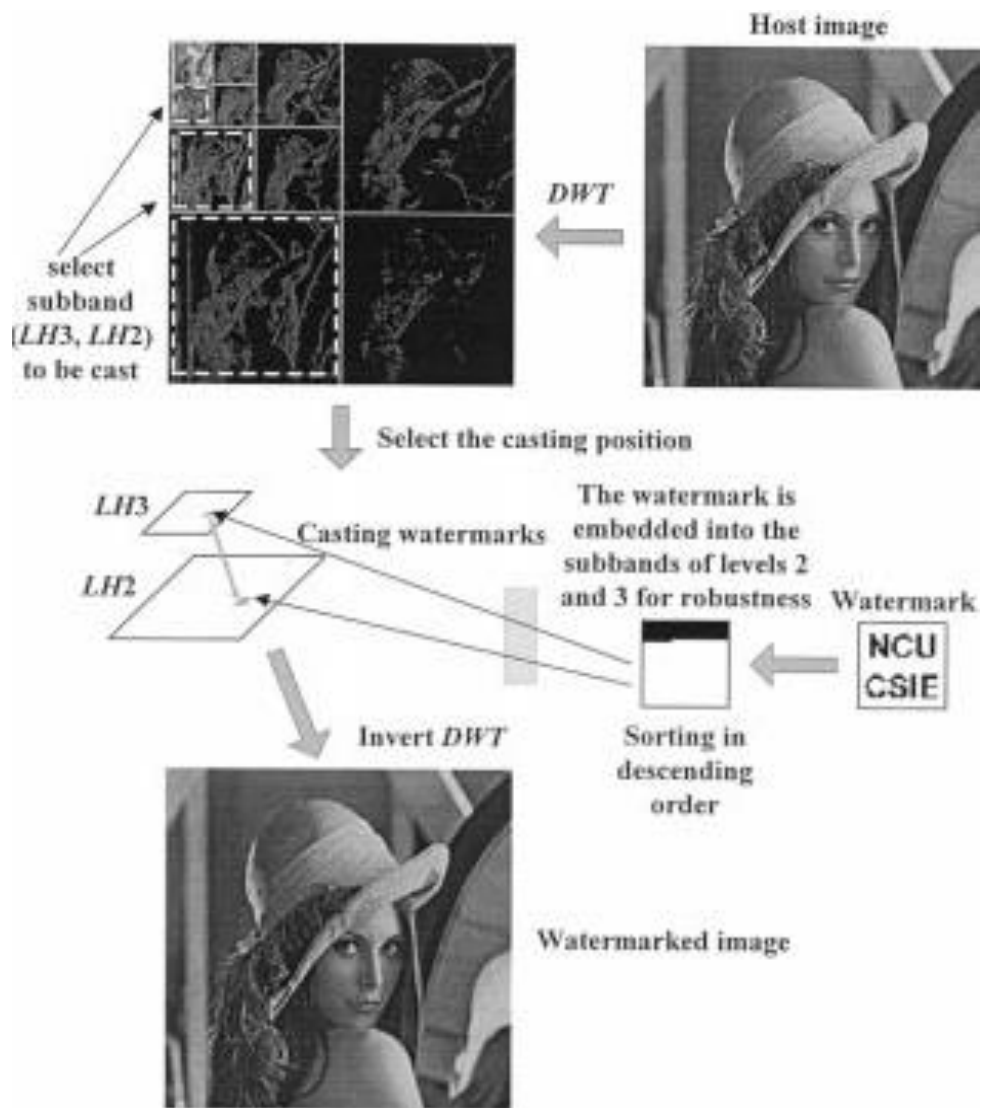 Host image
DWT
select
subband
(LH3, LH2)
to be cast
Select the casting position
LH3
LH2
Casting watermarks
The watermark is
embedded into the
subbands of levels 2
and 3 for robustness
Watermark
NCU
CSIE
Sorting in
descending
order
Invert DWT
Watermarked image